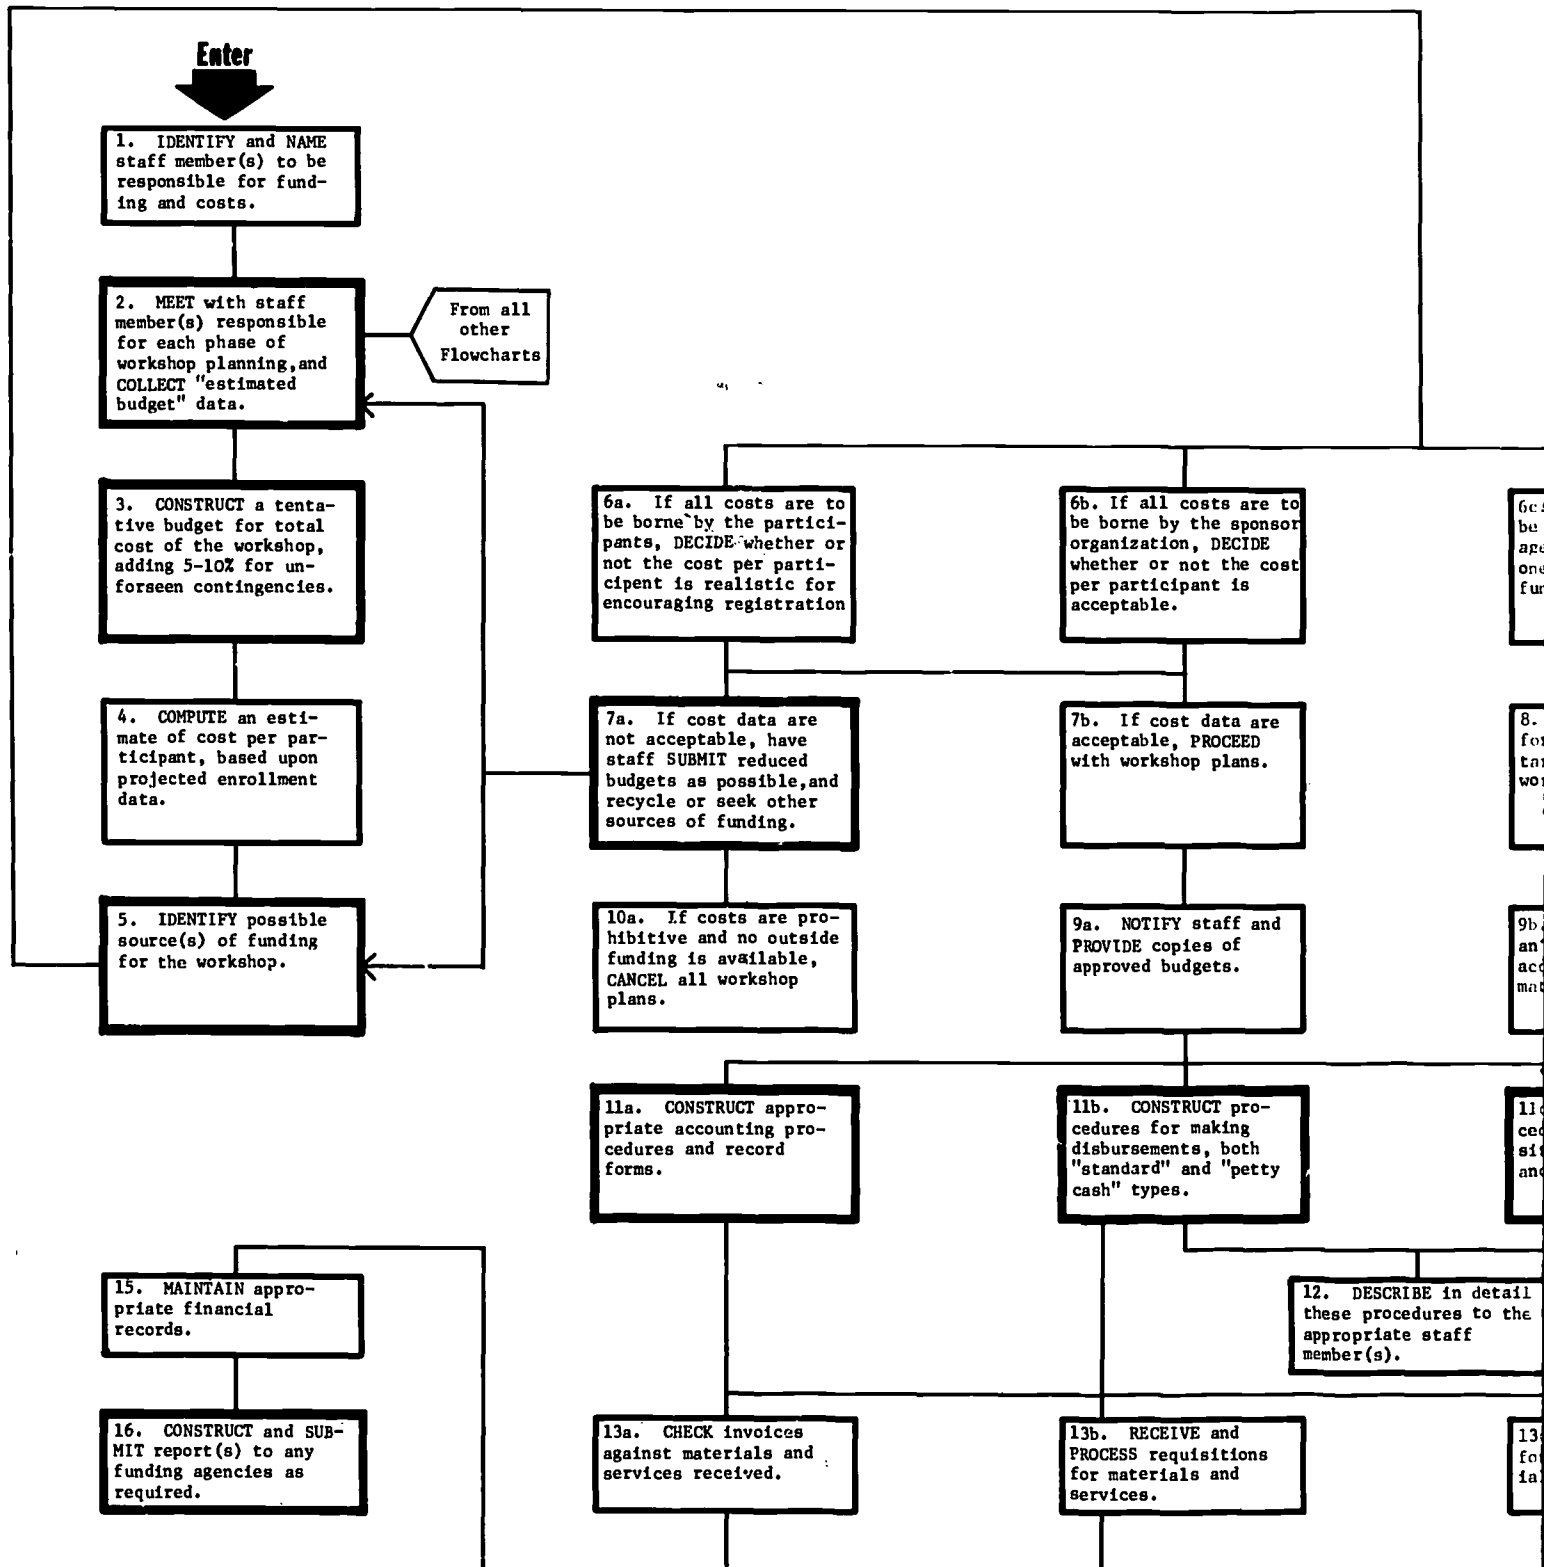 Enter
1. IDENTIFY and NAME
staff member(s) to be
responsible for fund-
ing and costs.
2. MEET with staff
member(s) responsible
for each phase of
workshop planning,and
COLLECT "estimated
budget" data.
From all
other
Flowcharts
3. CONSTRUCT a tenta-
tive budget for total
cost of the workshop,
adding 5-10% for un-
forseen contingencies.
4. COMPUTE an esti-
mate of cost per par-
ticipant, based upon
projected enrollment
data.
5. IDENTIFY possible
source(s) of funding
for the workshop.
6a. If all costs are to
be borne by the partici-
pants, DECIDE whether or
not the cost per parti-
cipent is realistic for
encouraging registration
6b. If all costs are to
be borne by the sponsor
organization, DECIDE
whether or not the cost
per participant is
acceptable.
be
one
7a. If cost data are
not acceptable, have
staff SUBMIT reduced
budgets as possible,and
recycle or seek other
sources of funding.
7b. If cost data are
acceptable, PROCEED
with workshop plans.
8.
10a. If costs are pro-
hibitive and no outside
funding is available,
CANCEL all workshop
plans.
9a. NOTIFY staff and
PROVIDE copies of
approved budgets.
9b
11a. CONSTRUCT appro-
priate accounting pro-
cedures and record
forms.
11b. CONSTRUCT pro-
cedures for making
disbursements, both
"standard" and "petty
cash" types.
12. DESCRIBE in detail
these procedures to the
appropriate staff
member(s).
15. MAINTAIN appro-
priate financial
records.
16. CONSTRUCT and SUB-
MIT report(s) to any
funding agencies as
required.
13a. CHECK invoices
against materials and
services received.
13b. RECEIVE and
PROCESS requisitions
for materials and
services.